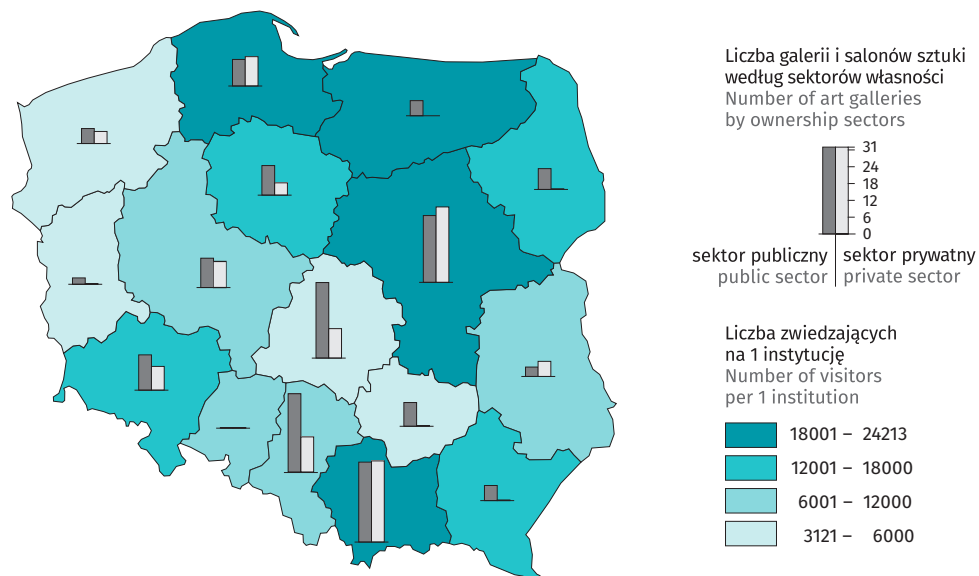 Liczba galerii i salonów sztuki
według sektorów własności
Number of art galleries
by ownership sectors
31
24
18
12
6
0
sektor publiczny sektor prywatny
public sector private sector
Liczba zwiedzających
na 1 instytucję
Number of visitors
per 1 institution
18001 – 24213
12001 – 18000
6001 – 12000
3121 – 6000